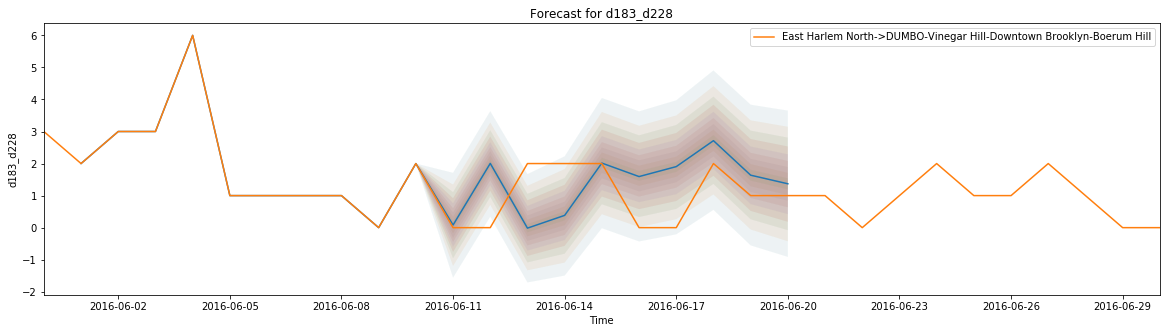 Forecast for d183_d228
East Harlem North->DUMBO-Vinegar Hill-Downtown Brooklyn-Boerum Hill
6
5
4
3
2
1
0
−1
−2
d183_d228
2016-06-02 2016-06-05 2016-06-08 2016-06-11 2016-06-14 2016-06-17 2016-06-20 2016-06-23 2016-06-26 2016-06-29
Time